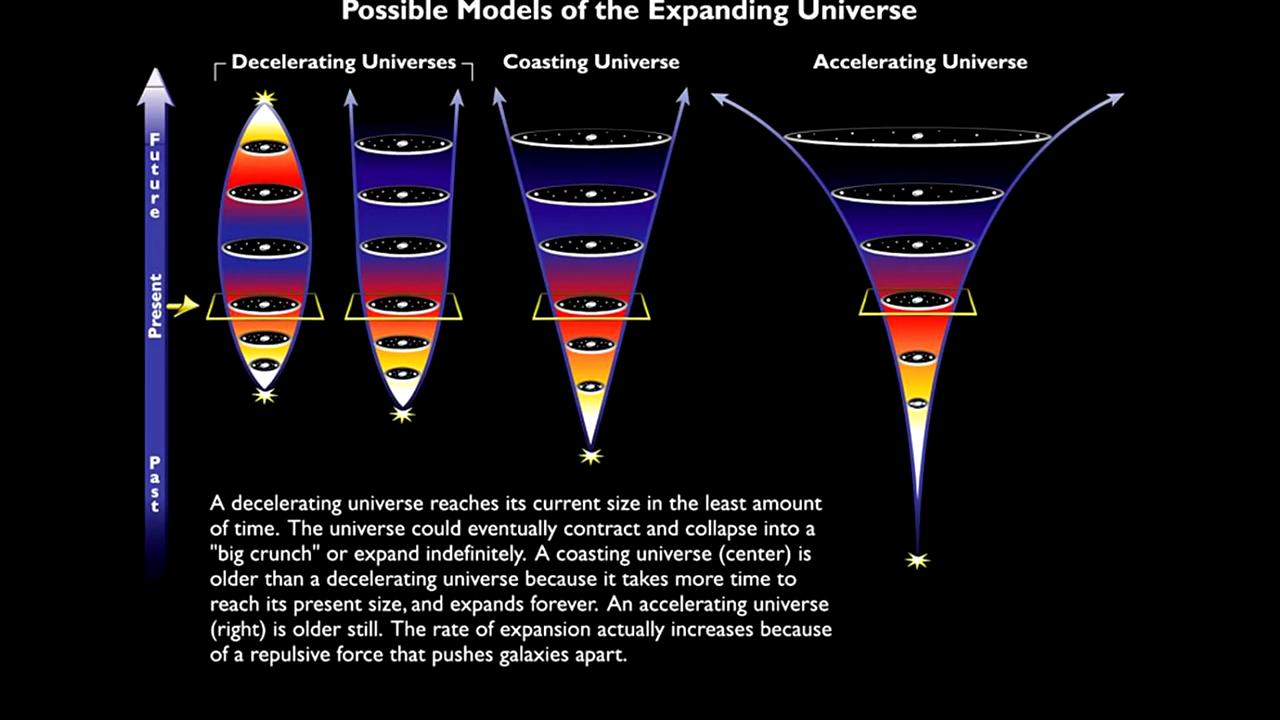 Possible Models of the Expanding Universe
Decelerating Universes
Coasting Universe
Accelerating Universe
Future
Present
Past
A decelerating universe reaches its current size in the least amount
of time. The universe could eventually contract and collapse into a
"big crunch" or expand indefinitely. A coasting universe (center) is
older than a decelerating universe because it takes more time to
reach its present size, and expands forever. An accelerating universe
(right) is older still. The rate of expansion actually increases because
of a repulsive force that pushes galaxies apart.